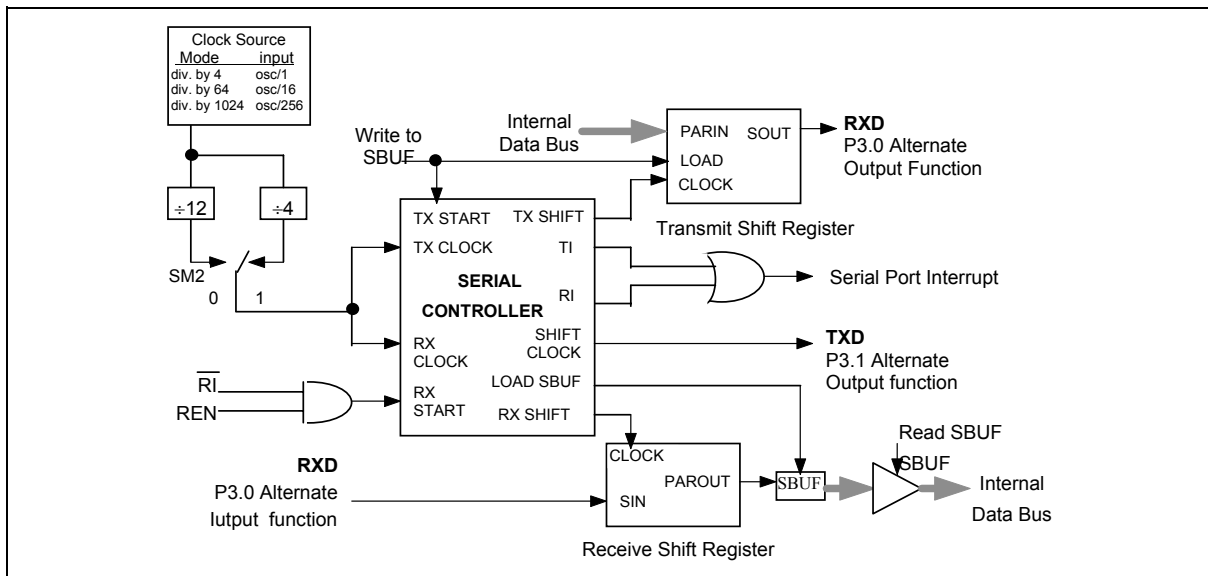 Clock Source
Mode input
div. by 4 osc/1
div. by 64 osc/16
div. by 1024 osc/256
÷12
÷4
SM2
0 1
Write to
SBUF
Internal
Data Bus
PARIN SOUT
LOAD
CLOCK
RXD
P3.0 Alternate
Output Function
Transmit Shift Register
TX START TX SHIFT
TX CLOCK TI
SERIAL
RI
CONTROLLER
SHIFT
RX CLOCK
CLOCK
LOAD SBUF
RX
START
RX SHIFT
Serial Port Interrupt
TXD
P3.1 Alternate
Output function
R̅I̅
REN
RXD
P3.0 Alternate
Iutput function
CLOCK
PAROUT
SIN
Receive Shift Register
SBUF
Read SBUF
SBUF
Internal
Data Bus